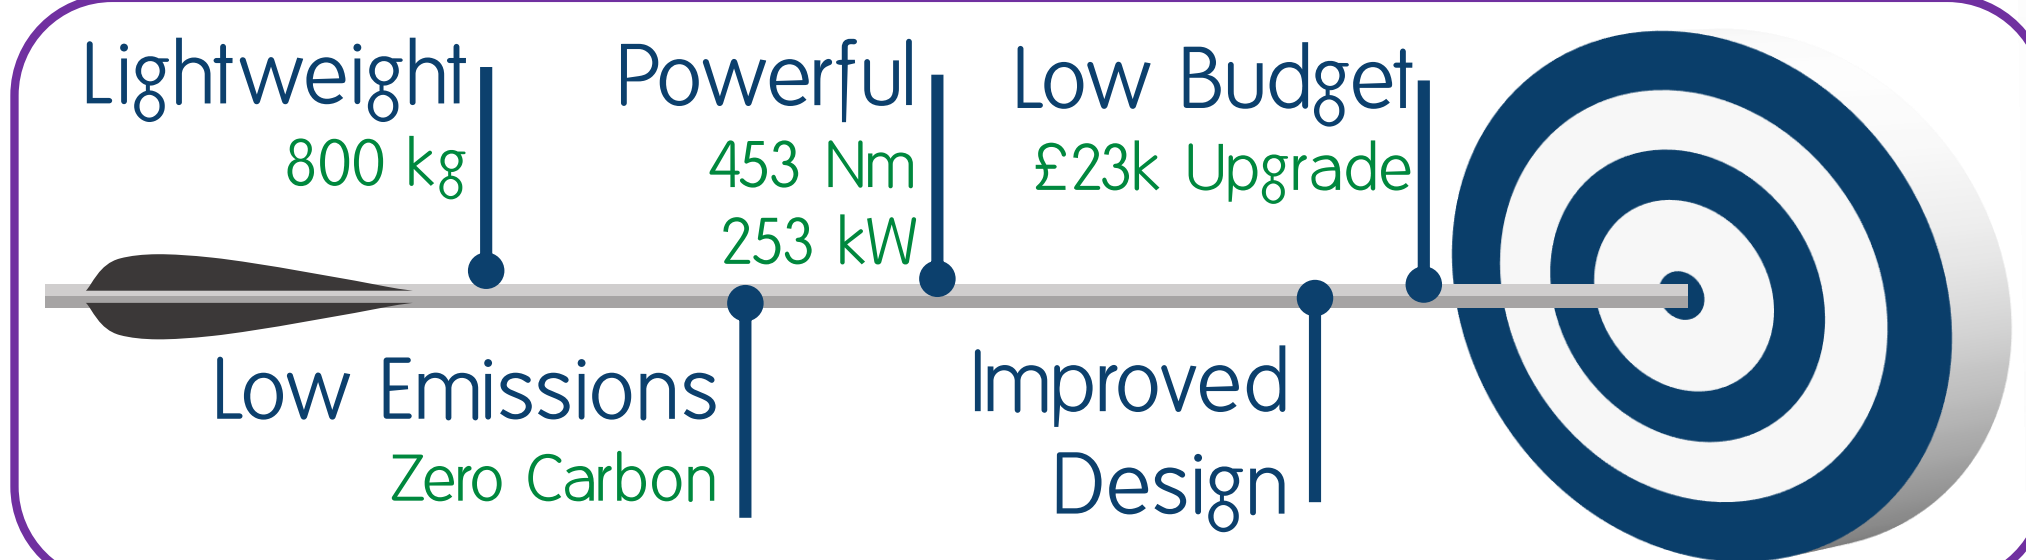 Lightweight
800 kg
Low Emissions
Zero Carbon
Powerful
453 Nm
253 kW
Improved
Design
Low Budget
£23k Upgrade